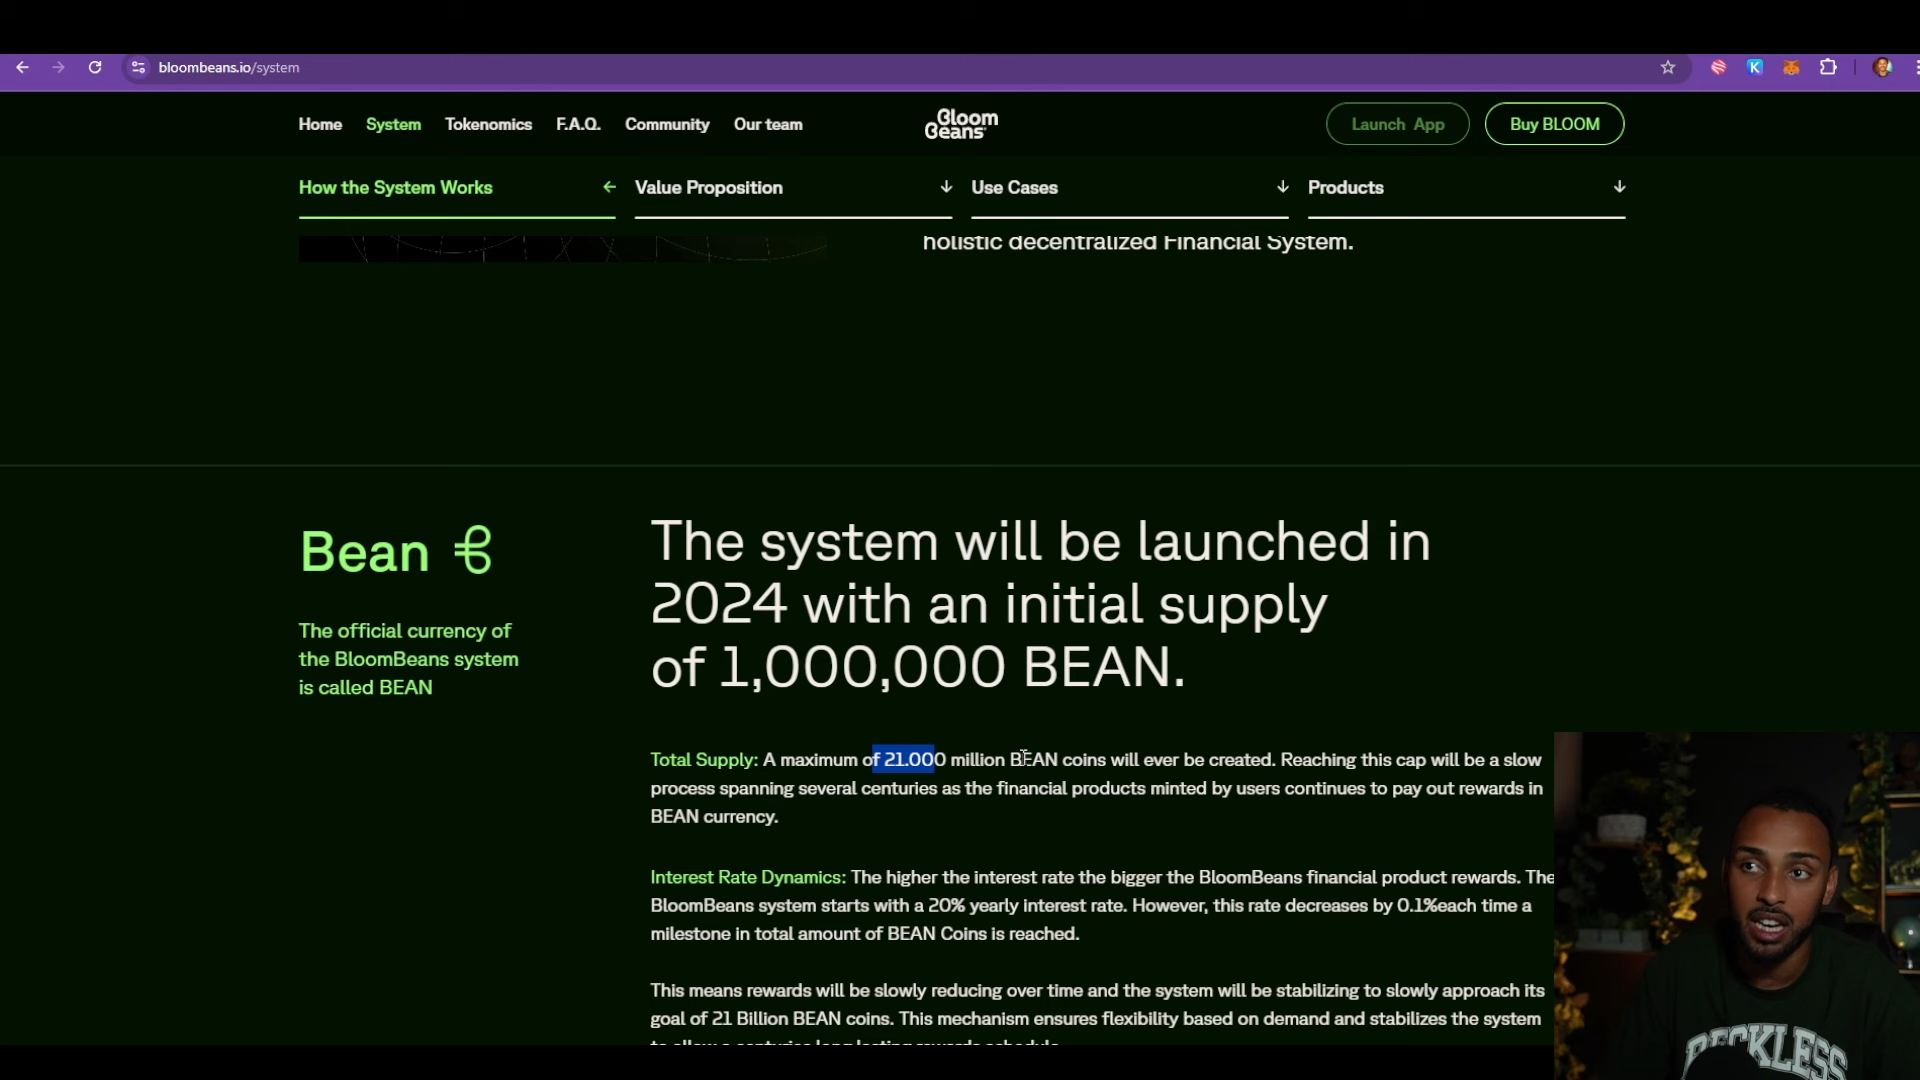 bloombeans.io/system
K
Home System Tokenomics F.A.Q. Community Our team
Bloom
Beans
Launch App Buy BLOOM
How the System Works ← Value Proposition ↓ Use Cases ↓ Products ↓
holistic decentralized Financial System.
Bean
The official currency of
the BloomBeans system
is called BEAN
The system will be launched in
2024 with an initial supply
of 1,000,000 BEAN.
Total Supply: A maximum of 21.000 million BEAN coins will ever be created. Reaching this cap will be a slow
process spanning several centuries as the financial products minted by users continues to pay out rewards in
BEAN currency.
Interest Rate Dynamics: The higher the interest rate the bigger the BloomBeans financial product rewards. The
BloomBeans system starts with a 20% yearly interest rate. However, this rate decreases by 0.1%each time a
milestone in total amount of BEAN Coins is reached.
This means rewards will be slowly reducing over time and the system will be stabilizing to slowly approach its
goal of 21 Billion BEAN coins. This mechanism ensures flexibility based on demand and stabilizes the system
to allow a centuries long lasting rewards schedule.
RECKLESS